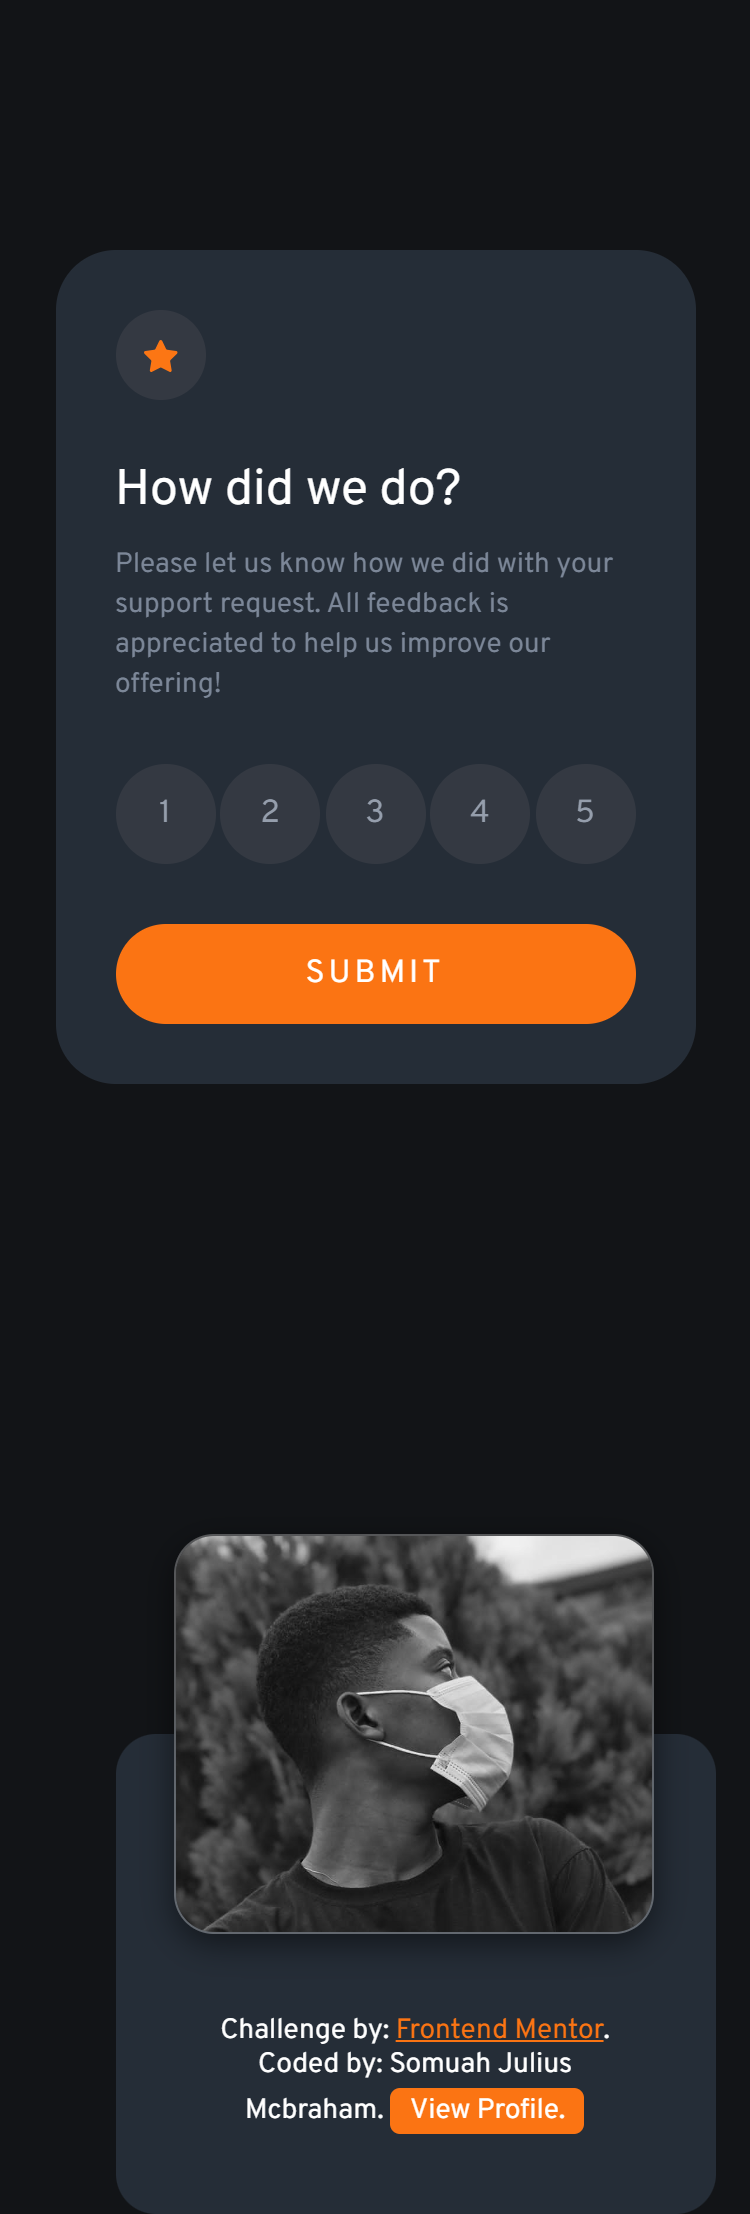 How did we do?
Please let us know how we did with your
support request. All feedback is
appreciated to help us improve our
offering!
1 2 3 4 5
SUBMIT
Challenge by: Frontend Mentor.
Coded by: Somuah Julius
Mcbraham. View Profile.